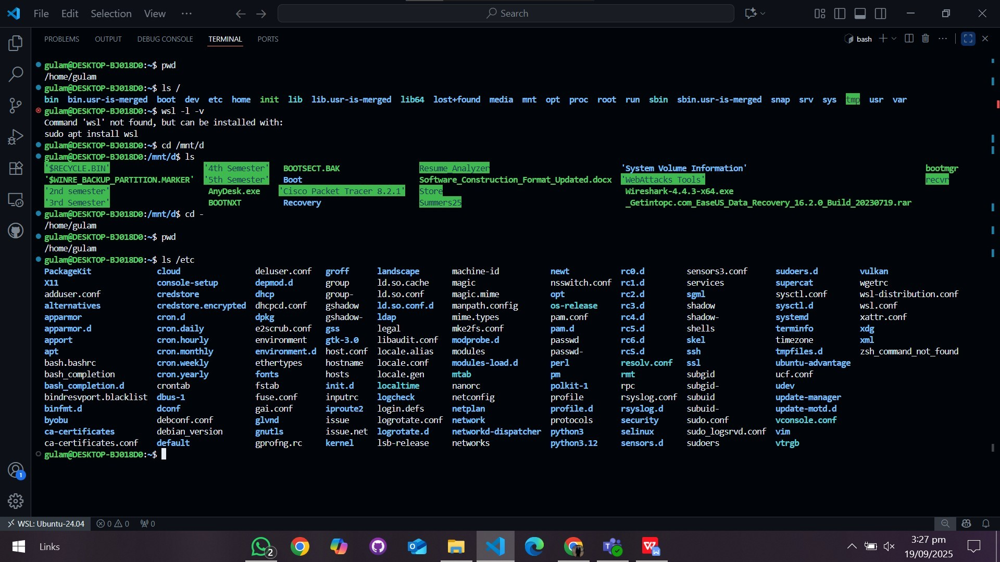 File Edit Selection View ··· Search
PROBLEMS OUTPUT DEBUG CONSOLE TERMINAL PORTS bash
gulam@DESKTOP-BJ018D0:~$ pwd
/home/gulam
gulam@DESKTOP-BJ018D0:~$ ls /
bin bin.usr-is-merged boot dev etc home init lib lib.usr-is-merged lib64 lost+found media mnt opt proc root run sbin sbin.usr-is-merged snap srv sys tmp usr var
gulam@DESKTOP-BJ018D0:~$ wsl -l -v
Command 'wsl' not found, but can be installed with:
sudo apt install wsl
gulam@DESKTOP-BJ018D0:~$ cd /mnt/d
gulam@DESKTOP-BJ018D0:/mnt/d$ ls
'$RECYCLE.BIN' '4th Semester' BOOTSECT.BAK Resume_Analyzer 'System Volume Information' bootmgr
'$WINRE_BACKUP_PARTITION.MARKER' '5th Semester' Boot Software_Construction_Format_Updated.docx 'WebAttacks Tools' recvr
'2nd semester' AnyDesk.exe 'Cisco Packet Tracer 8.2.1' Store Wireshark-4.4.3-x64.exe
'3rd Semester' BOOTNXT Recovery Summers25 _Getintopc.com_EaseUS_Data_Recovery_16.2.0_Build_20230719.rar
gulam@DESKTOP-BJ018D0:/mnt/d$ cd -
/home/gulam
gulam@DESKTOP-BJ018D0:~$ pwd
/home/gulam
gulam@DESKTOP-BJ018D0:~$ ls /etc
PackageKit cloud deluser.conf groff landscape machine-id newt rc0.d sensors3.conf sudoers.d vulkan
X11 console-setup depmod.d group ld.so.cache magic nsswitch.conf rc1.d services supercat wgetrc
adduser.conf credstore dhcp group- ld.so.conf magic.mime opt rc2.d sgml sysctl.conf wsl-distribution.conf
alternatives credstore.encrypted dhcpcd.conf gshadow ld.so.conf.d manpath.config os-release rc3.d shadow sysctl.d wsl.conf
apparmor cron.d dpkg gshadow- ldap mime.types pam.conf rc4.d shadow- systemd xattr.conf
apparmor.d cron.daily e2scrub.conf gss legal mke2fs.conf pam.d rc5.d shells terminfo xdg
apport cron.hourly environment gtk-3.0 libaudit.conf modprobe.d passwd rc6.d skel timezone xml
apt cron.monthly environment.d host.conf locale.alias modules passwd- rcS.d ssh tmpfiles.d zsh_command_not_found
bash.bashrc cron.weekly ethertypes hostname locale.conf modules-load.d perl resolv.conf ssl ubuntu-advantage
bash_completion cron.yearly fonts hosts locale.gen mtab pm rmt subgid ucf.conf
bash_completion.d crontab fstab init.d localtime nanorc polkit-1 rpc subgid- udev
bindresvport.blacklist dbus-1 fuse.conf inputrc logcheck netconfig profile rsyslog.conf subuid update-manager
binfmt.d dconf gai.conf iproute2 login.defs netplan profile.d rsyslog.d subuid- update-motd.d
byobu debconf.conf glvnd issue logrotate.conf network protocols security sudo.conf vconsole.conf
ca-certificates debian_version gnutls issue.net logrotate.d networkd-dispatcher python3 selinux sudo_logsrvd.conf vim
ca-certificates.conf default gprofng.rc kernel lsb-release networks python3.12 sensors.d sudoers vtrgb
gulam@DESKTOP-BJ018D0:~$
1
WSL: Ubuntu-24.04 0 0 0
Links 2 3:27 pm
19/09/2025